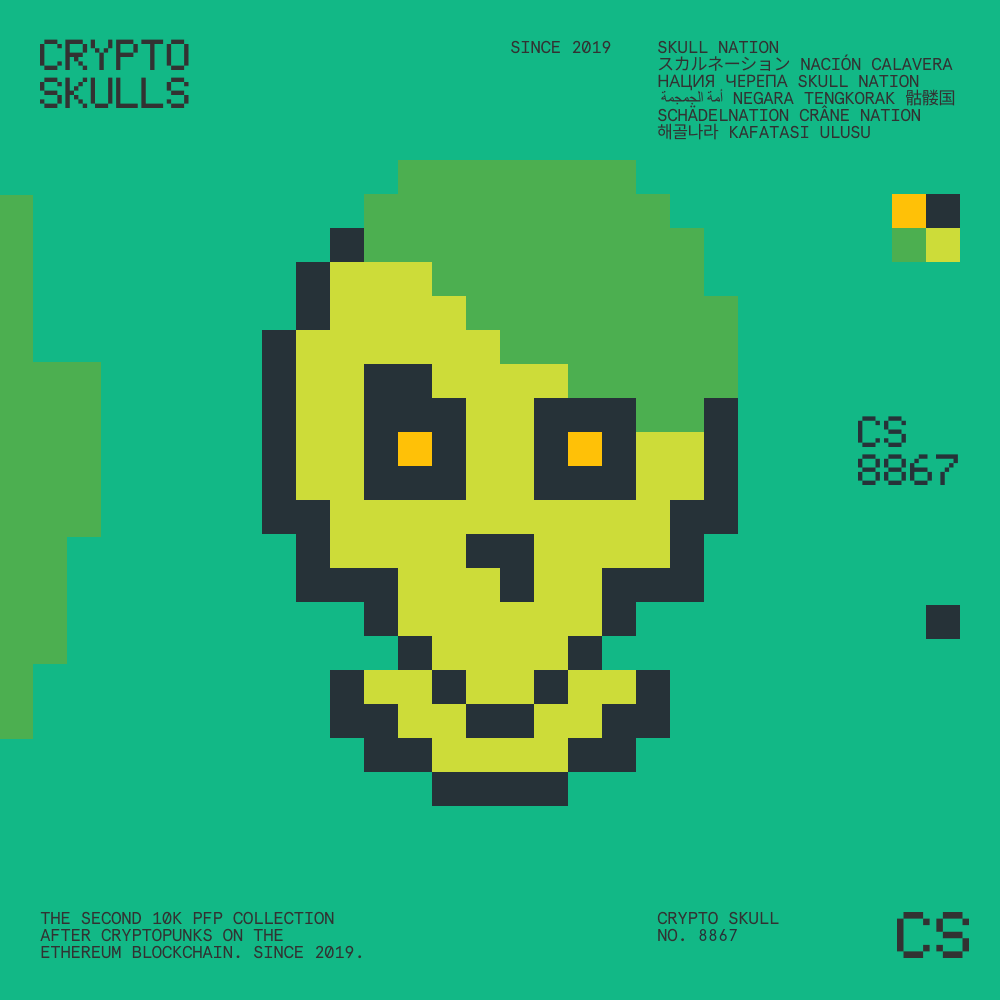 CRYPTO
SKULLS
SINCE 2019
SKULL NATION
スカルネーション NACIÓN CALAVERA
НАЦИЯ ЧЕРЕПА SKULL NATION
أمة الجمجمة NEGARA TENGKORAK 骷髅国
SCHÄDELNATION CRÂNE NATION
해골나라 KAFATASI ULUSU
CS
8867
THE SECOND 10K PFP COLLECTION
AFTER CRYPTOPUNKS ON THE
ETHEREUM BLOCKCHAIN. SINCE 2019.
CRYPTO SKULL
NO. 8867
CS